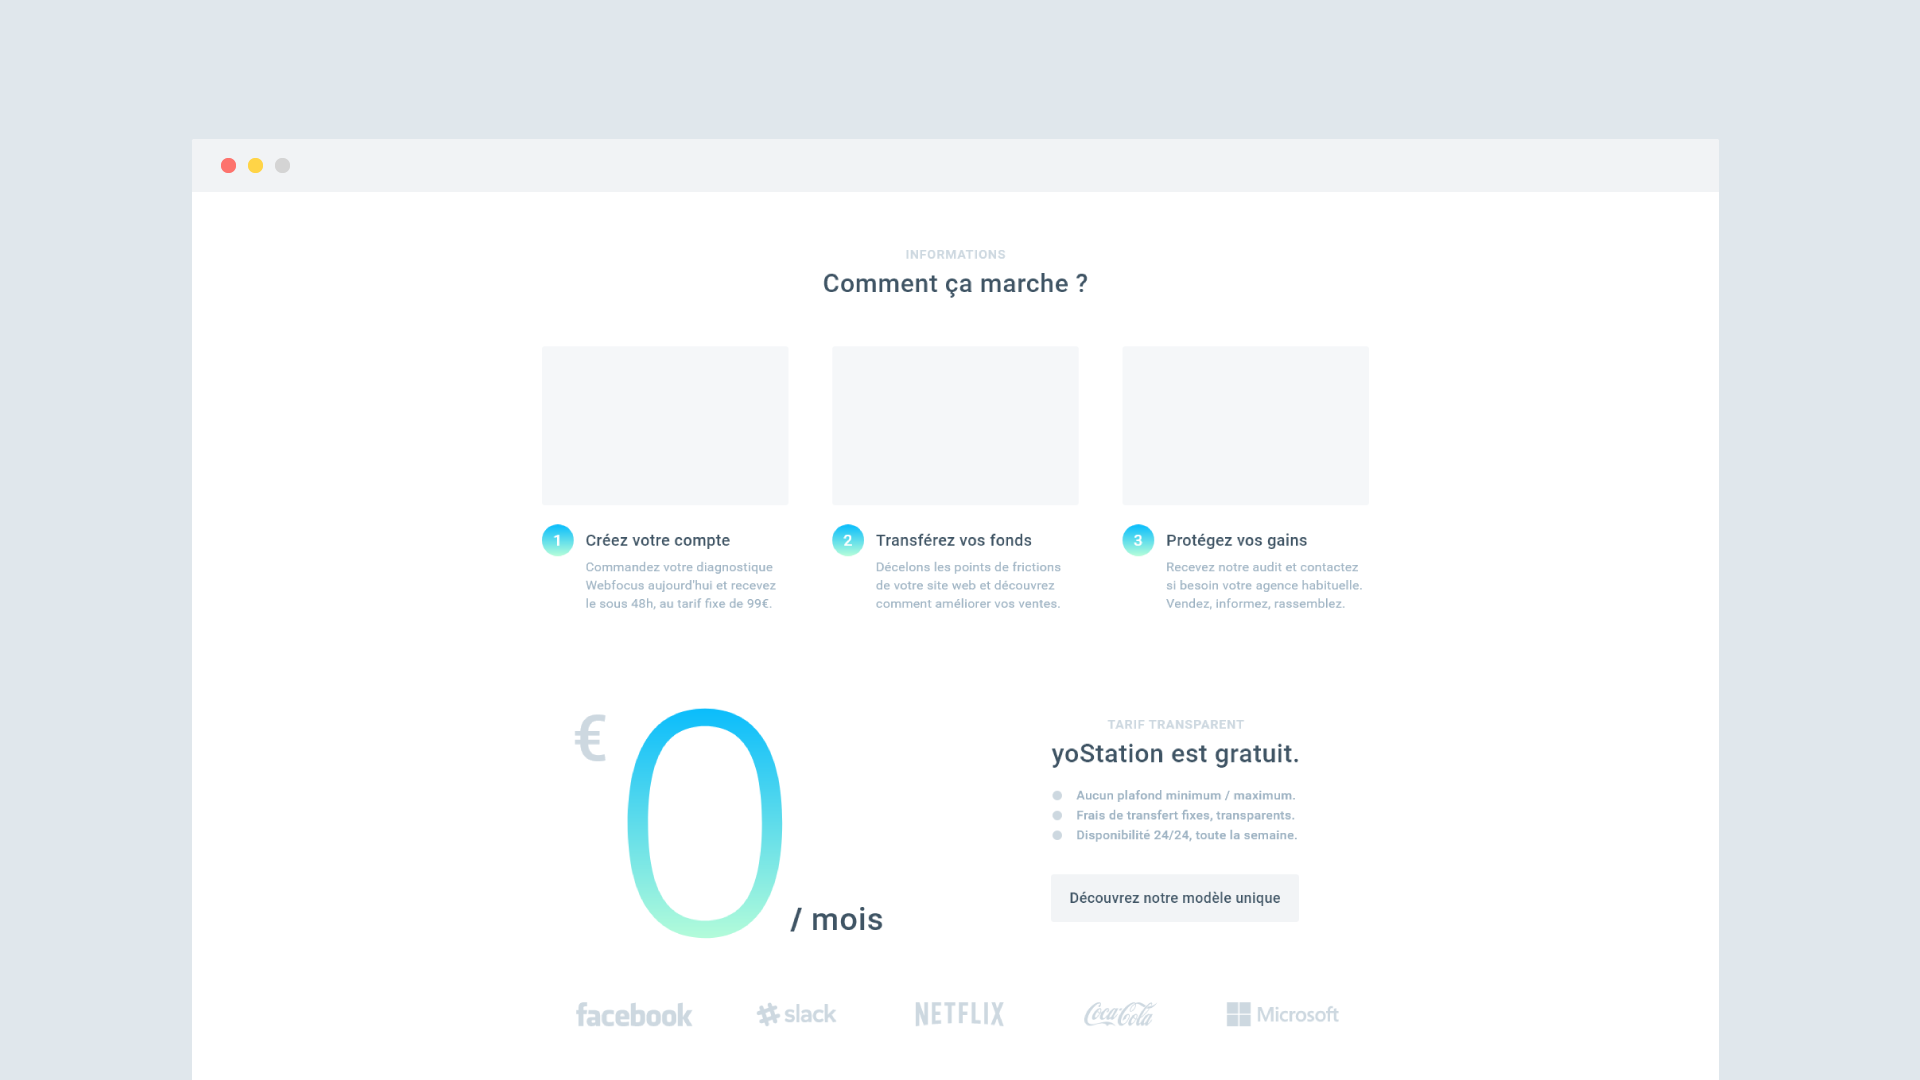 INFORMATIONS
Comment ça marche ?
1 Créez votre compte
Commandez votre diagnostique
Webfocus aujourd'hui et recevez
le sous 48h, au tarif fixe de 99€.
2 Transférez vos fonds
Décelons les points de frictions
de votre site web et découvrez
comment améliorer vos ventes.
3 Protégez vos gains
Recevez notre audit et contactez
si besoin votre agence habituelle.
Vendez, informez, rassemblez.
€ 0 / mois
TARIF TRANSPARENT
yoStation est gratuit.
Aucun plafond minimum / maximum.
Frais de transfert fixes, transparents.
Disponibilité 24/24, toute la semaine.
Découvrez notre modèle unique
facebook
slack
NETFLIX
Coca-Cola
Microsoft